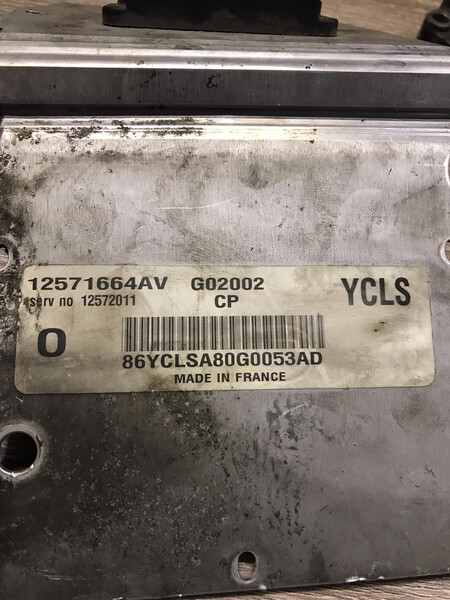 12571664AV G02002 YCLS
serv no 12572011 CP
O
86YCLSA80G0053AD
MADE IN FRANCE